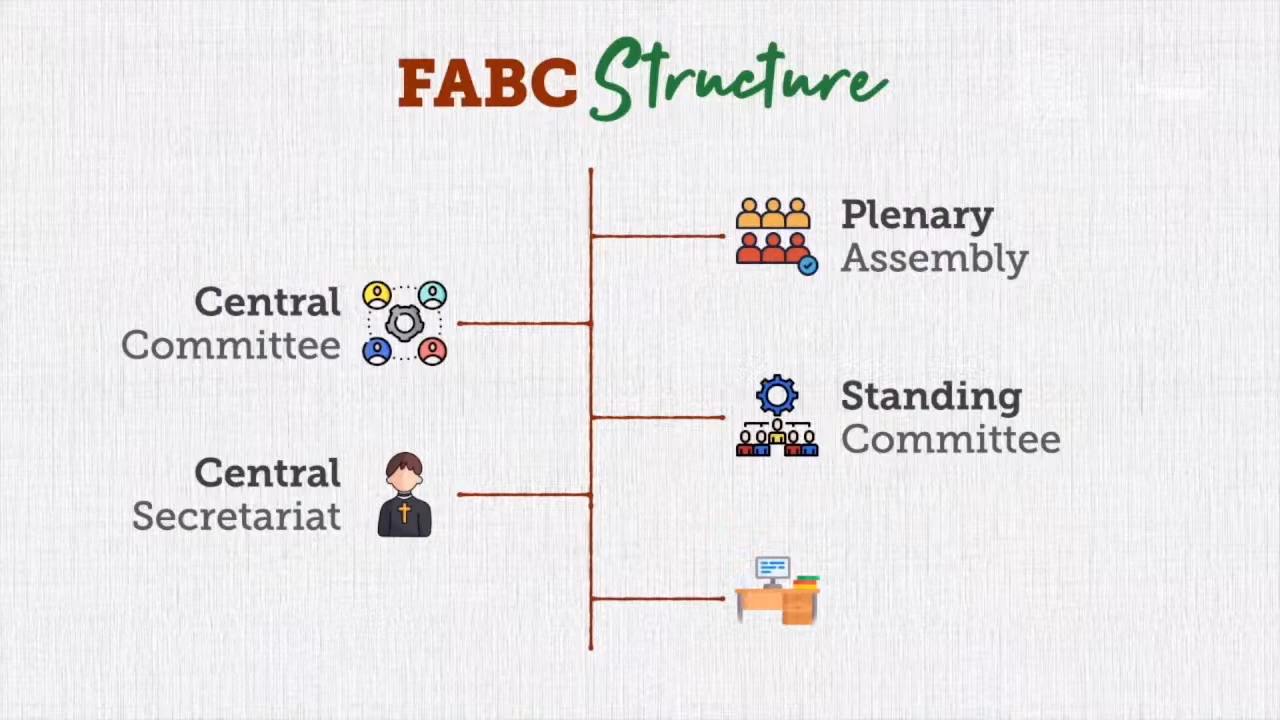 FABC Structure
Plenary
Assembly
Central
Committee
Standing
Committee
Central
Secretariat